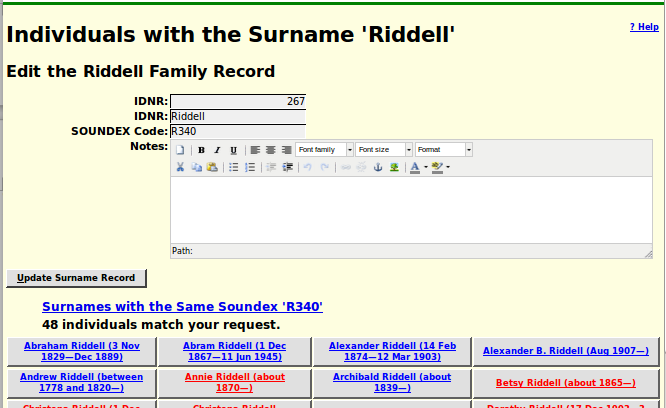 Individuals with the Surname 'Riddell'
? Help
Edit the Riddell Family Record
IDNR: 267
IDNR: Riddell
SOUNDEX Code: R340
Notes:
B I U Font family Font size Format
A ab
Path:
Update Surname Record
Surnames with the Same Soundex 'R340'
48 individuals match your request.
Abraham Riddell (3 Nov
1829—Dec 1889)
Abram Riddell (1 Dec
1867—11 Jun 1945)
Alexander Riddell (14 Feb
1874—12 Mar 1903)
Alexander B. Riddell (Aug 1907—)
Andrew Riddell (between
1778 and 1820—)
Annie Riddell (about
1870—)
Archibald Riddell (about
1839—)
Betsy Riddell (about 1865—)